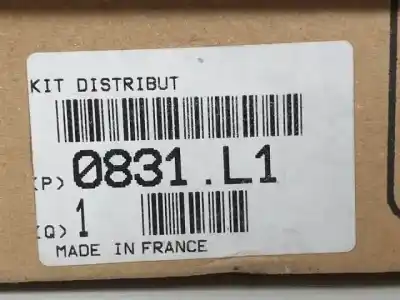 KIT DISTRIBUT
(P) 0831.L1
(Q) 1
MADE IN FRANCE